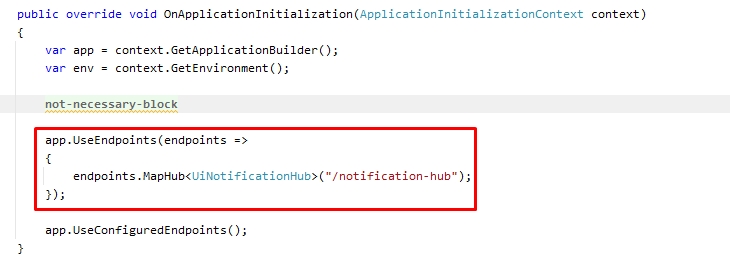 public override void OnApplicationInitialization(ApplicationInitializationContext context)
{
var app = context.GetApplicationBuilder();
var env = context.GetEnvironment();
not-necessary-block
app.UseEndpoints(endpoints =>
{
endpoints.MapHub<UiNotificationHub>("/notification-hub");
});
app.UseConfiguredEndpoints();
}